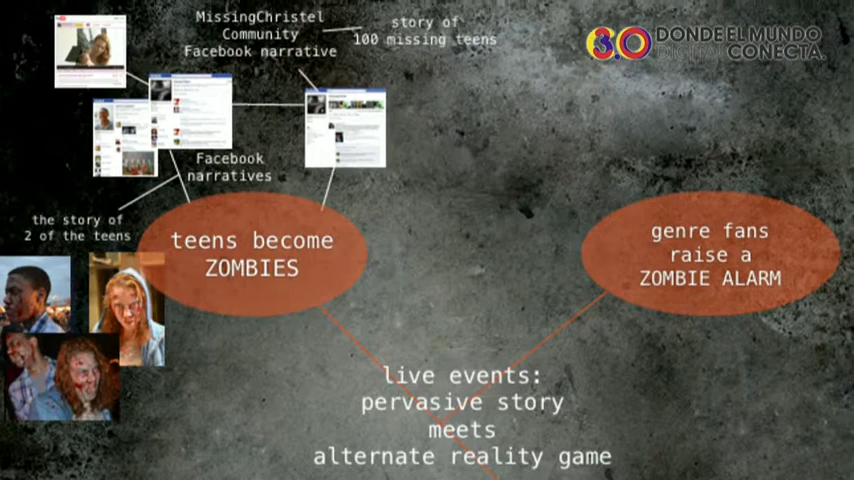 MissingChristel
Community
Facebook narrative
story of
100 missing teens
3.0
DONDE EL MUNDO
DIGITAL CONECTA.
Facebook
narratives
the story of
2 of the teens
teens become
ZOMBIES
genre fans
raise a
ZOMBIE ALARM
live events:
pervasive story
meets
alternate reality game